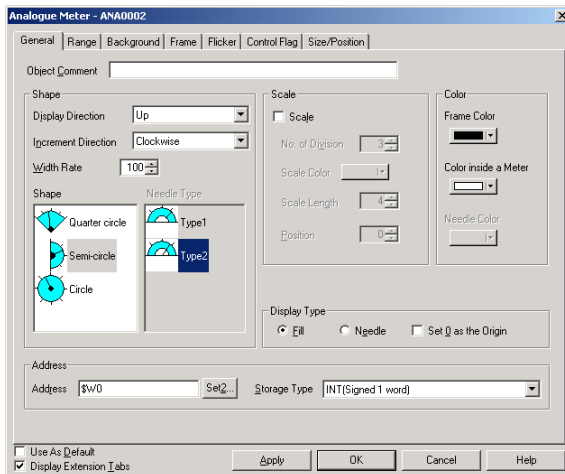 Analogue Meter - ANA0002
General Range Background Frame Flicker Control Flag Size/Position
Object Comment
Shape
Display Direction Up
Increment Direction Clockwise
Width Rate 100
Shape Needle Type
Quarter circle
Semi-circle
Circle
Type1
Type2
Scale
Scale
No. of Division 3
Scale Color
Scale Length 4
Position 0
Color
Frame Color
Color inside a Meter
Needle Color
Display Type
Fill Needle Set 0 as the Origin
Address
Address $W0 Set2... Storage Type INT(Signed 1 word)
Use As Default
Display Extension Tabs
Apply OK Cancel Help